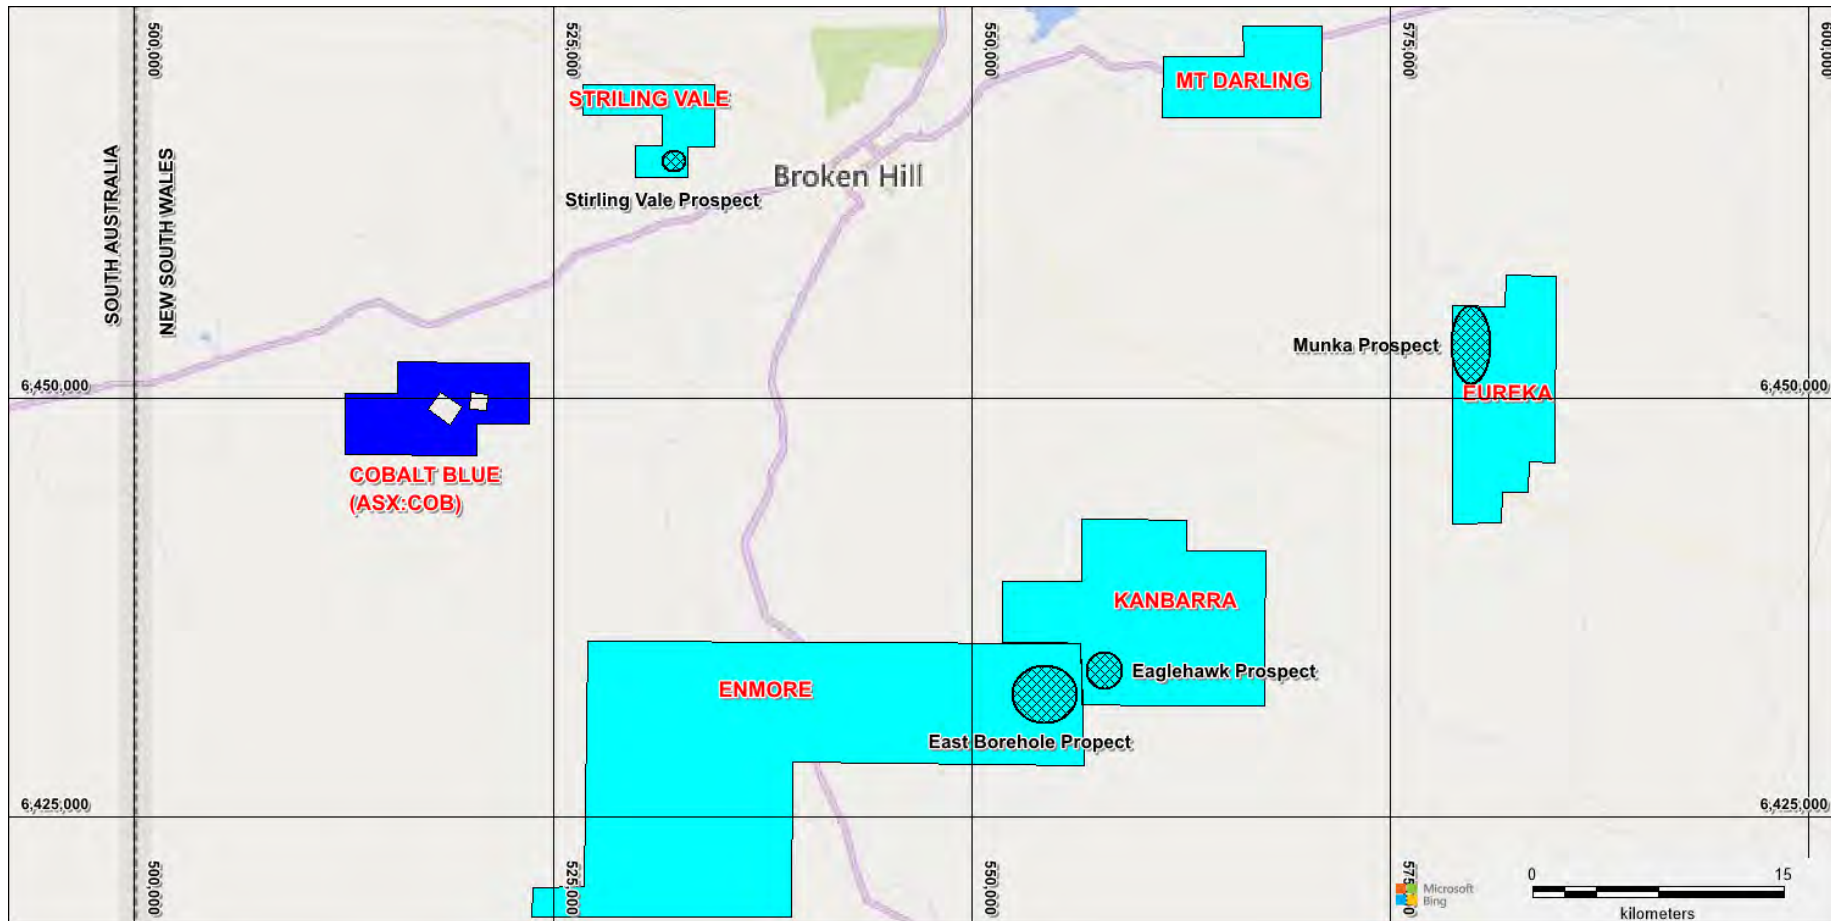 500,000
525,000
550,000
575,000
600,000
MT DARLING
STRILING VALE
SOUTH AUSTRALIA
NEW SOUTH WALES
Broken Hill
Stirling Vale Prospect
Munka Prospect
6,450,000
6,450,000
EUREKA
COBALT BLUE
(ASX:COB)
KANBARRA
Eaglehawk Prospect
ENMORE
East Borehole Propect
6,425,000
6,425,000
500,000
525,000
550,000
575,000
0
15
Microsoft
Bing
kilometers